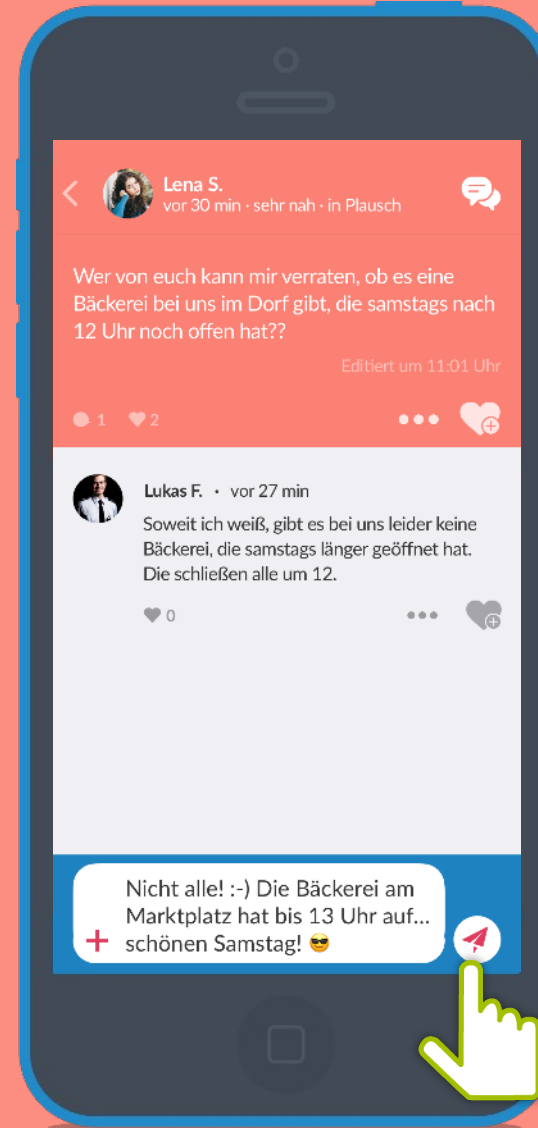 Lena S.
vor 30 min · sehr nah · in Plausch
Wer von euch kann mir verraten, ob es eine
Bäckerei bei uns im Dorf gibt, die samstags nach
12 Uhr noch offen hat??
Editiert um 11:01 Uhr
1 2
Lukas F. · vor 27 min
Soweit ich weiß, gibt es bei uns leider keine
Bäckerei, die samstags länger geöffnet hat.
Die schließen alle um 12.
0
Nicht alle! :-) Die Bäckerei am
Marktplatz hat bis 13 Uhr auf...
schönen Samstag! 😎